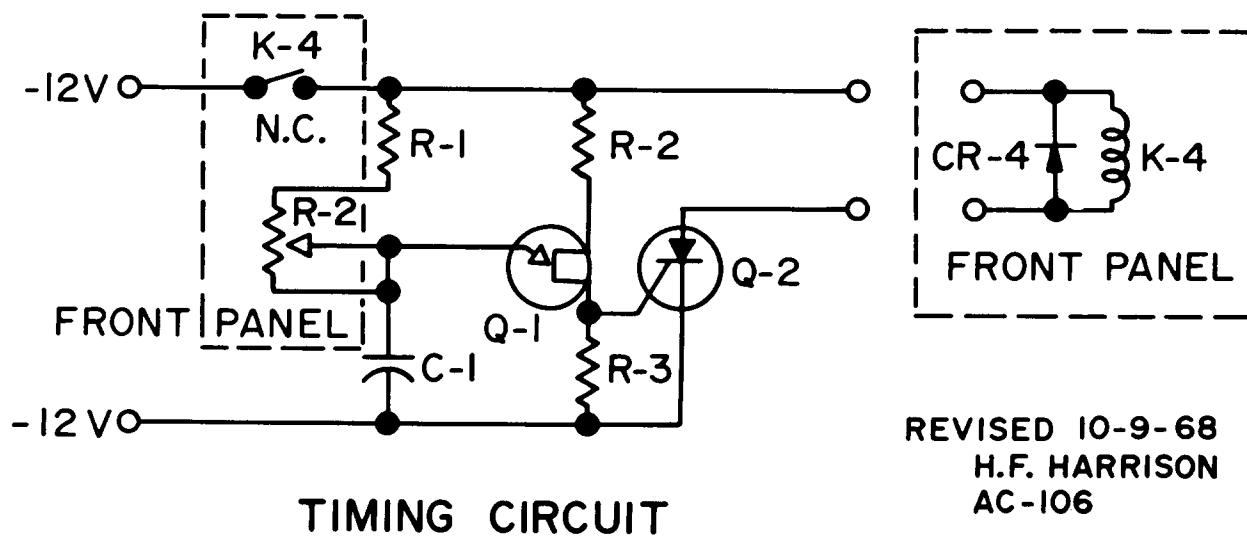 K-4
-12V
N.C.
R-1
R-2
R-2
CR-4
K-4
Q-2
FRONT PANEL
FRONT PANEL
Q-1
C-1
R-3
-12V
REVISED 10-9-68
H.F. HARRISON
AC-106
TIMING CIRCUIT